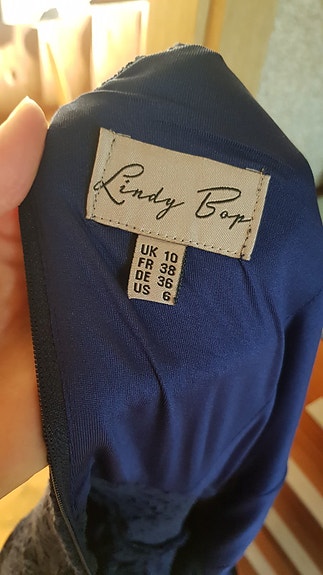 Lindy Bop
UK 10
FR 38
DE 36
US 6